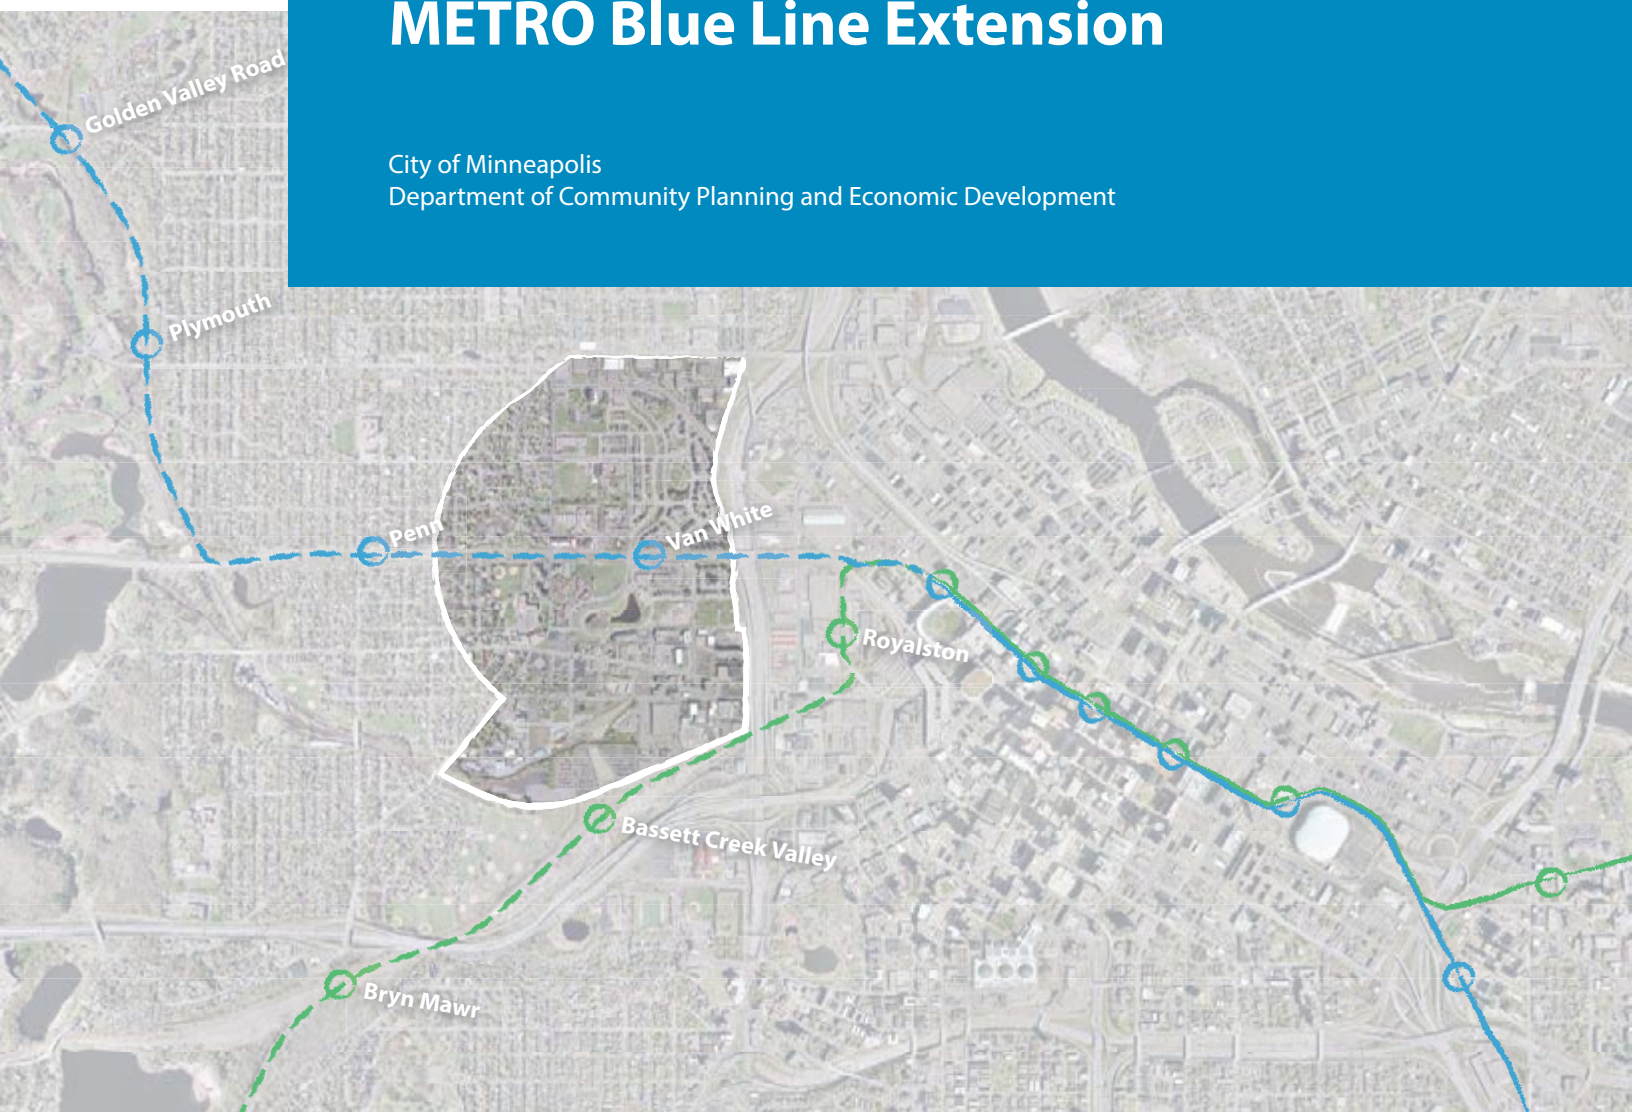 METRO Blue Line Extension
City of Minneapolis
Department of Community Planning and Economic Development
Golden Valley Road
Plymouth
Penn
Van White
Royalston
Bassett Creek Valley
Bryn Mawr